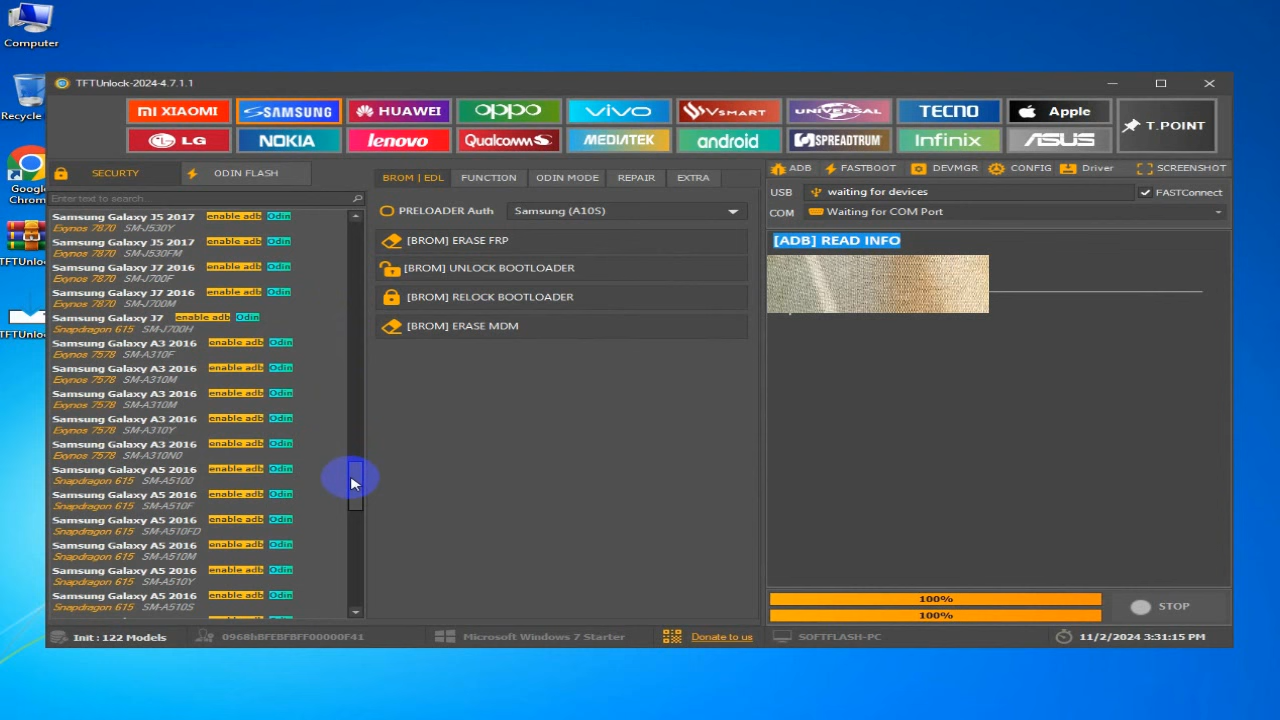 Computer
TFTUnlock-2024-4.7.1.1
MI XIAOMI
SAMSUNG
HUAWEI
oppo
vivo
VSMART
UNIVERSAL
TECNO
Apple
T.POINT
LG
NOKIA
lenovo
Qualcomm
MEDIATEK
android
SPREADTRUM
Infinix
ASUS
Recycle
Google
Chrom
TFTUnlo
TFTUnlo
SECURTY
ODIN FLASH
BROM | EDL
FUNCTION
ODIN MODE
REPAIR
EXTRA
ADB
FASTBOOT
DEVMGR
CONFIG
Driver
SCREENSHOT
Enter text to search...
USB waiting for devices
FASTConnect
COM Waiting for COM Port
PRELOADER Auth Samsung (A10S)
[BROM] ERASE FRP
[BROM] UNLOCK BOOTLOADER
[BROM] RELOCK BOOTLOADER
[BROM] ERASE MDM
[ADB] READ INFO
Samsung Galaxy J5 2017 enable adb Odin
Exynos 7870 SM-J530Y
Samsung Galaxy J5 2017 enable adb Odin
Exynos 7870 SM-J530FM
Samsung Galaxy J7 2016 enable adb Odin
Exynos 7870 SM-J700F
Samsung Galaxy J7 2016 enable adb Odin
Exynos 7870 SM-J700M
Samsung Galaxy J7 enable adb Odin
Snapdragon 615 SM-J700H
Samsung Galaxy A3 2016 enable adb Odin
Exynos 7578 SM-A310F
Samsung Galaxy A3 2016 enable adb Odin
Exynos 7578 SM-A310M
Samsung Galaxy A3 2016 enable adb Odin
Exynos 7578 SM-A310M
Samsung Galaxy A3 2016 enable adb Odin
Exynos 7578 SM-A310Y
Samsung Galaxy A3 2016 enable adb Odin
Exynos 7578 SM-A310N0
Samsung Galaxy A5 2016 enable adb Odin
Snapdragon 615 SM-A5100
Samsung Galaxy A5 2016 enable adb Odin
Snapdragon 615 SM-A510F
Samsung Galaxy A5 2016 enable adb Odin
Snapdragon 615 SM-A510FD
Samsung Galaxy A5 2016 enable adb Odin
Snapdragon 615 SM-A510M
Samsung Galaxy A5 2016 enable adb Odin
Snapdragon 615 SM-A510Y
Samsung Galaxy A5 2016 enable adb Odin
Snapdragon 615 SM-A510S
100%
100%
STOP
Init : 122 Models
0968hBFEBFBFF00000F41
Microsoft Windows 7 Starter
Donate to us
SOFTFLASH-PC
11/2/2024 3:31:15 PM